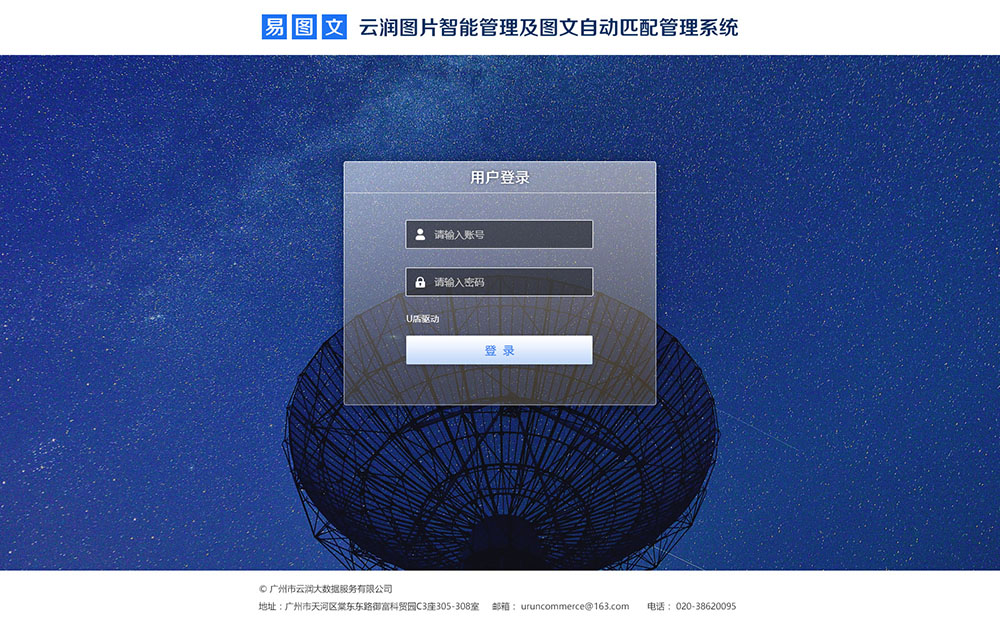 易图文 云润图片智能管理及图文自动匹配管理系统
用户登录
请输入账号
请输入密码
U盾驱动
登 录
© 广州市云润大数据服务有限公司
地址：广州市天河区棠东东路御富科贸园C3座305-308室 邮箱： uruncommerce@163.com 电话： 020-38620095